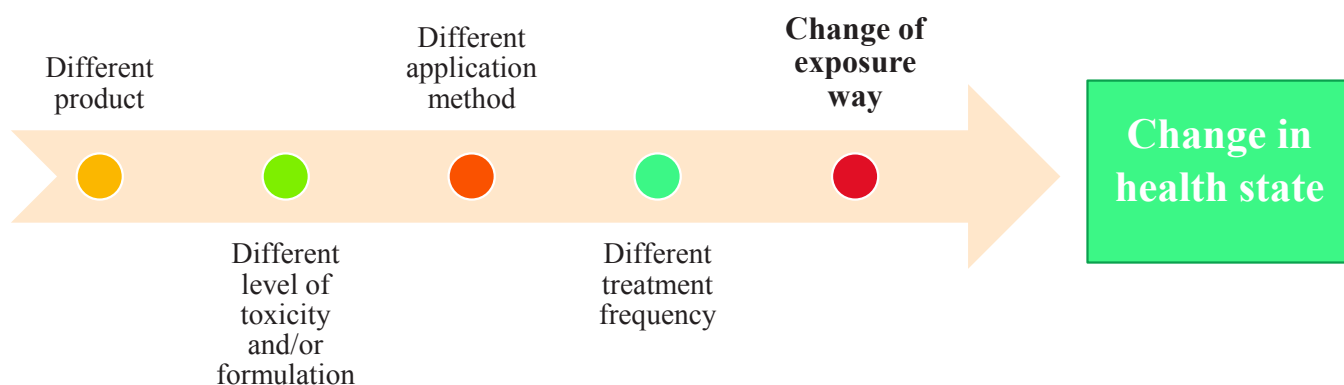 Different
product
Different
level of
toxicity
and/or
formulation
Different
application
method
Different
treatment
frequency
Change of
exposure
way
Change in
health state